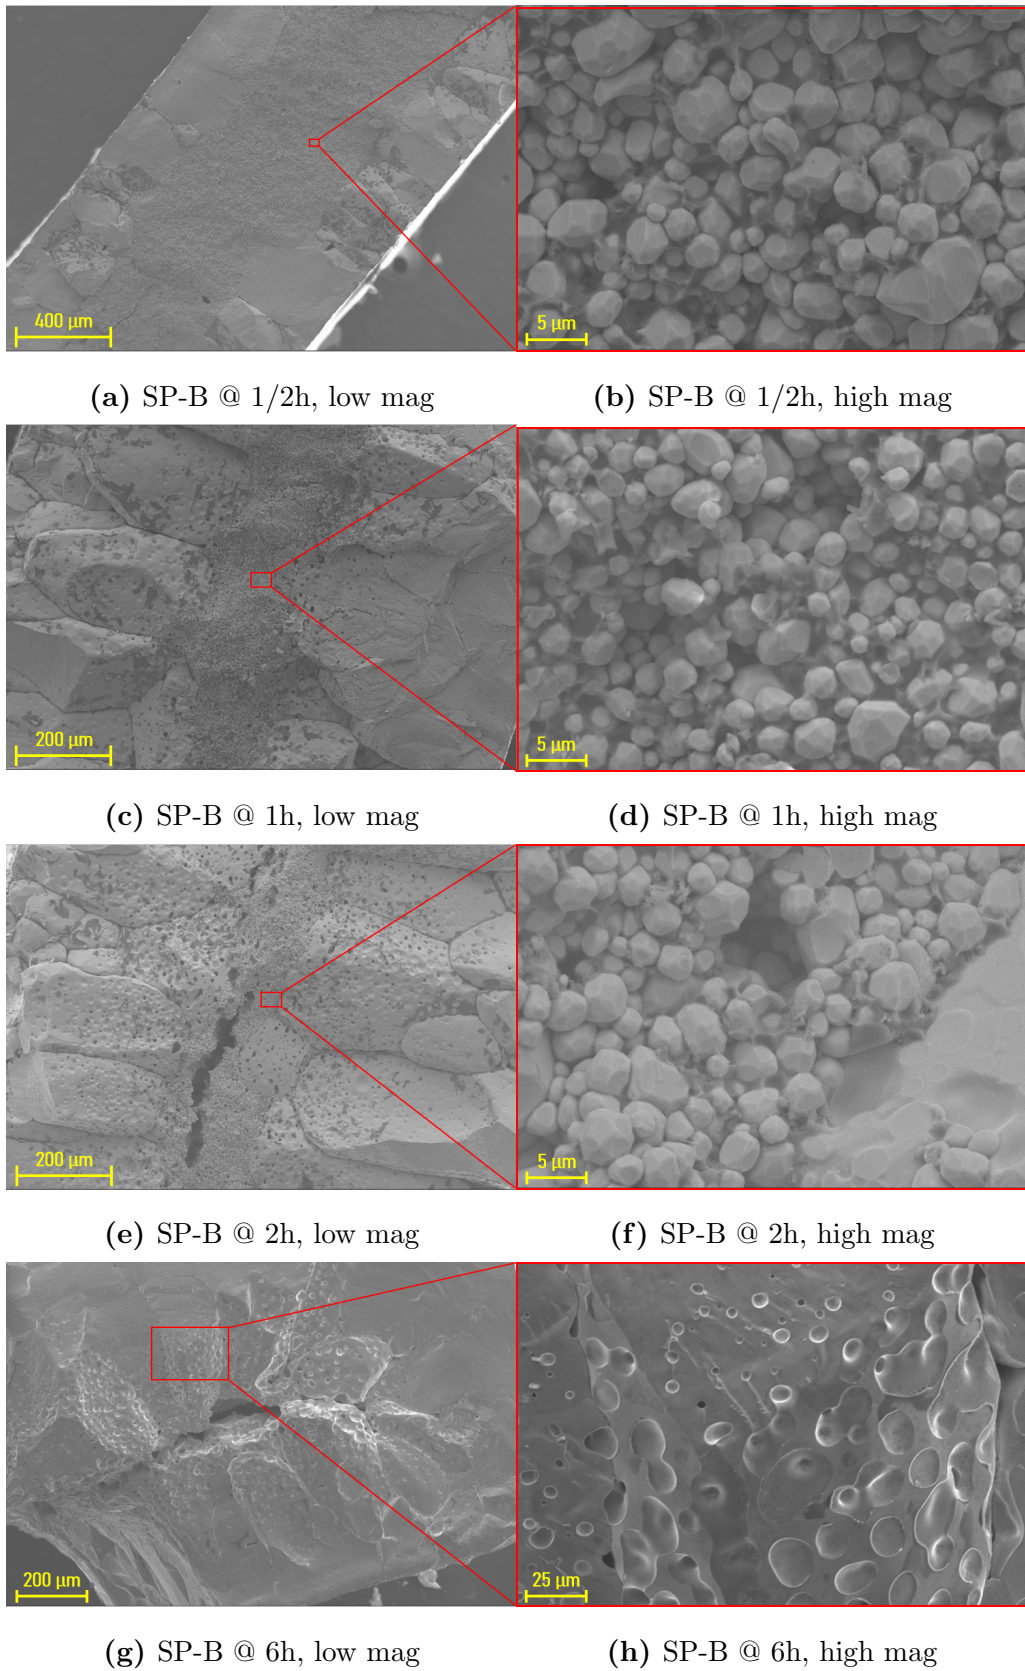 400 µm
5 µm
(a) SP-B @ 1/2h, low mag
(b) SP-B @ 1/2h, high mag
200 µm
5 µm
(c) SP-B @ 1h, low mag
(d) SP-B @ 1h, high mag
200 µm
5 µm
(e) SP-B @ 2h, low mag
(f) SP-B @ 2h, high mag
200 µm
25 µm
(g) SP-B @ 6h, low mag
(h) SP-B @ 6h, high mag